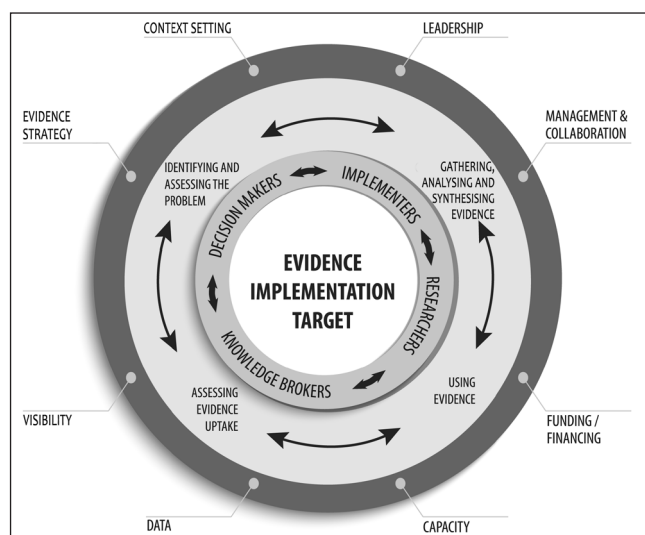 CONTEXT SETTING
LEADERSHIP
EVIDENCE
STRATEGY
MANAGEMENT &
COLLABORATION
IDENTIFYING AND
ASSESSING THE
PROBLEM
GATHERING,
ANALYSING AND
SYNTHESISING
EVIDENCE
DECISION MAKERS
IMPLEMENTERS
RESEARCHERS
KNOWLEDGE BROKERS
EVIDENCE
IMPLEMENTATION
TARGET
ASSESSING
EVIDENCE
UPTAKE
USING
EVIDENCE
VISIBILITY
FUNDING /
FINANCING
DATA
CAPACITY